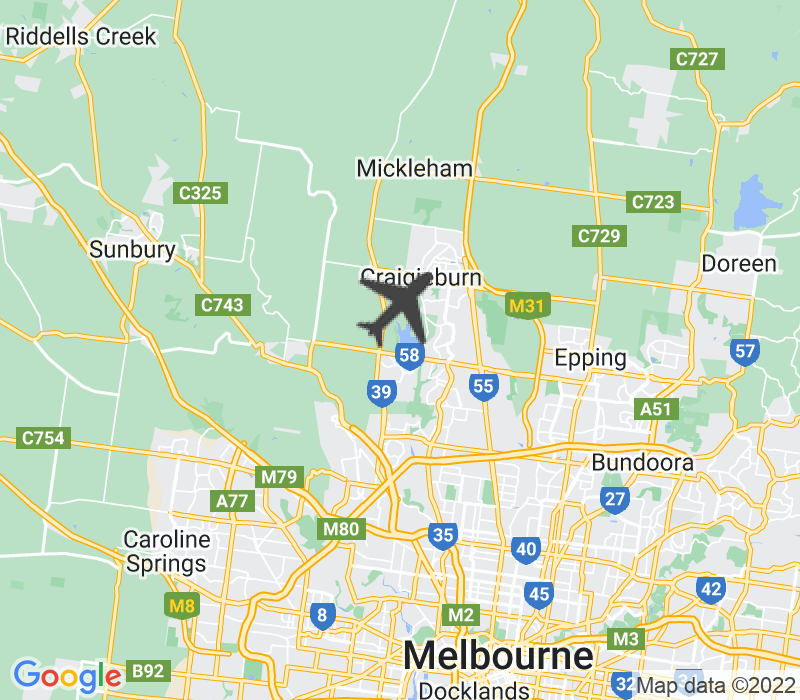 Riddells Creek
C727
Mickleham
C325
C723
C729
Sunbury
Doreen
Craigieburn
C743
M31
58
Epping
57
39
55
A51
C754
Bundoora
M79
A77
27
M80
35
Caroline
Springs
40
45
42
M8
8
M2
M3
Melbourne
B92
Google
32
Docklands
Map data ©2022